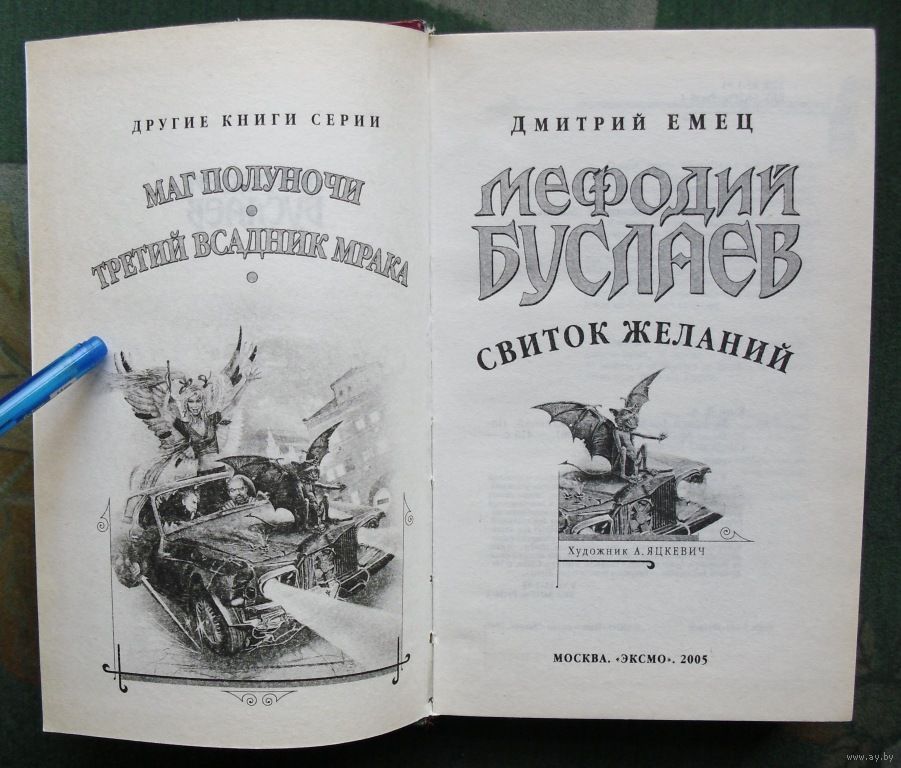 ДРУГИЕ КНИГИ СЕРИИ
МАГ ПОЛУНОЧИ
ТРЕТИЙ ВСАДНИК МРАКА
ДМИТРИЙ ЕМЕЦ
МЕФОДИЙ
БУСЛАЕВ
СВИТОК ЖЕЛАНИЙ
Художник А. ЯЦКЕВИЧ
МОСКВА. «ЭКСМО». 2005
www.ay.by